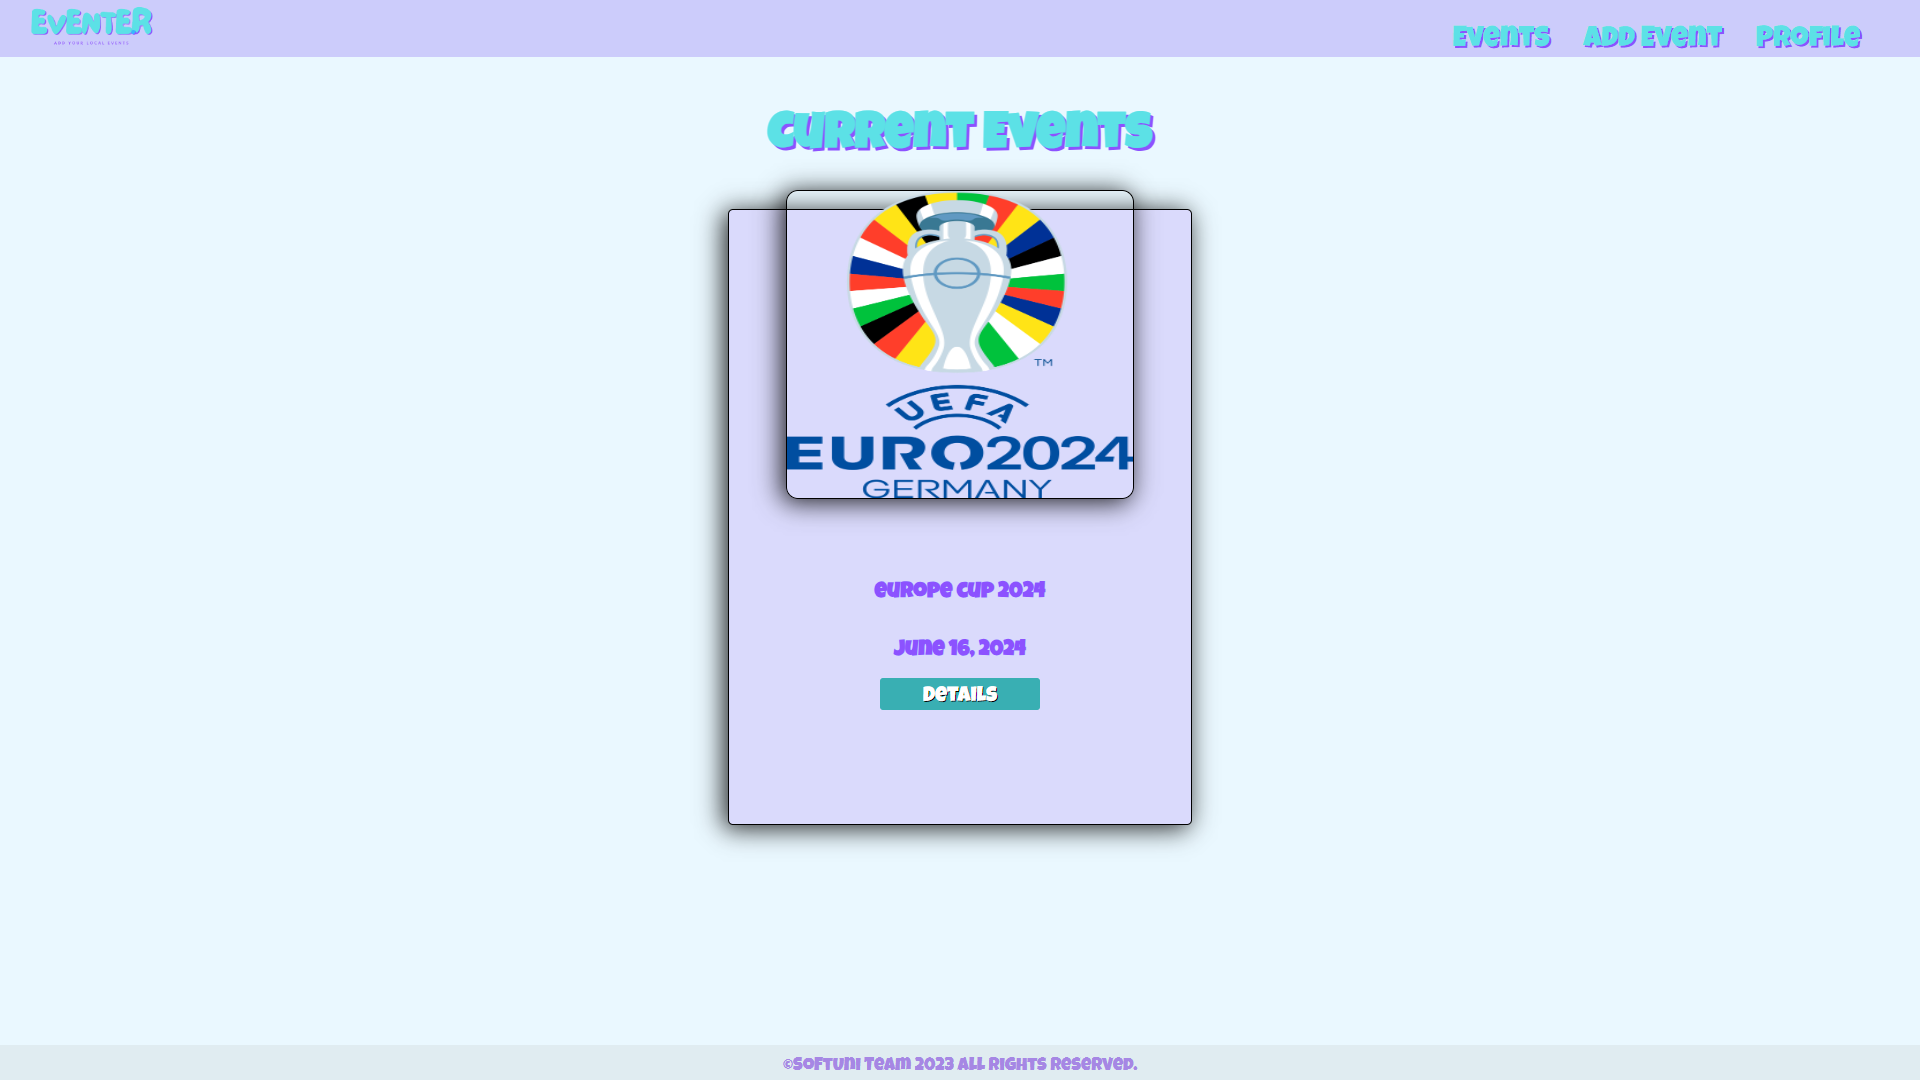 EVENTER
ADD YOUR LOCAL EVENTS
Events Add Event Profile
Current Events
TM
UEFA
EURO2024
GERMANY
Europe Cup 2024
June 16, 2024
Details
©SoftUni Team 2023 All Rights Reserved.